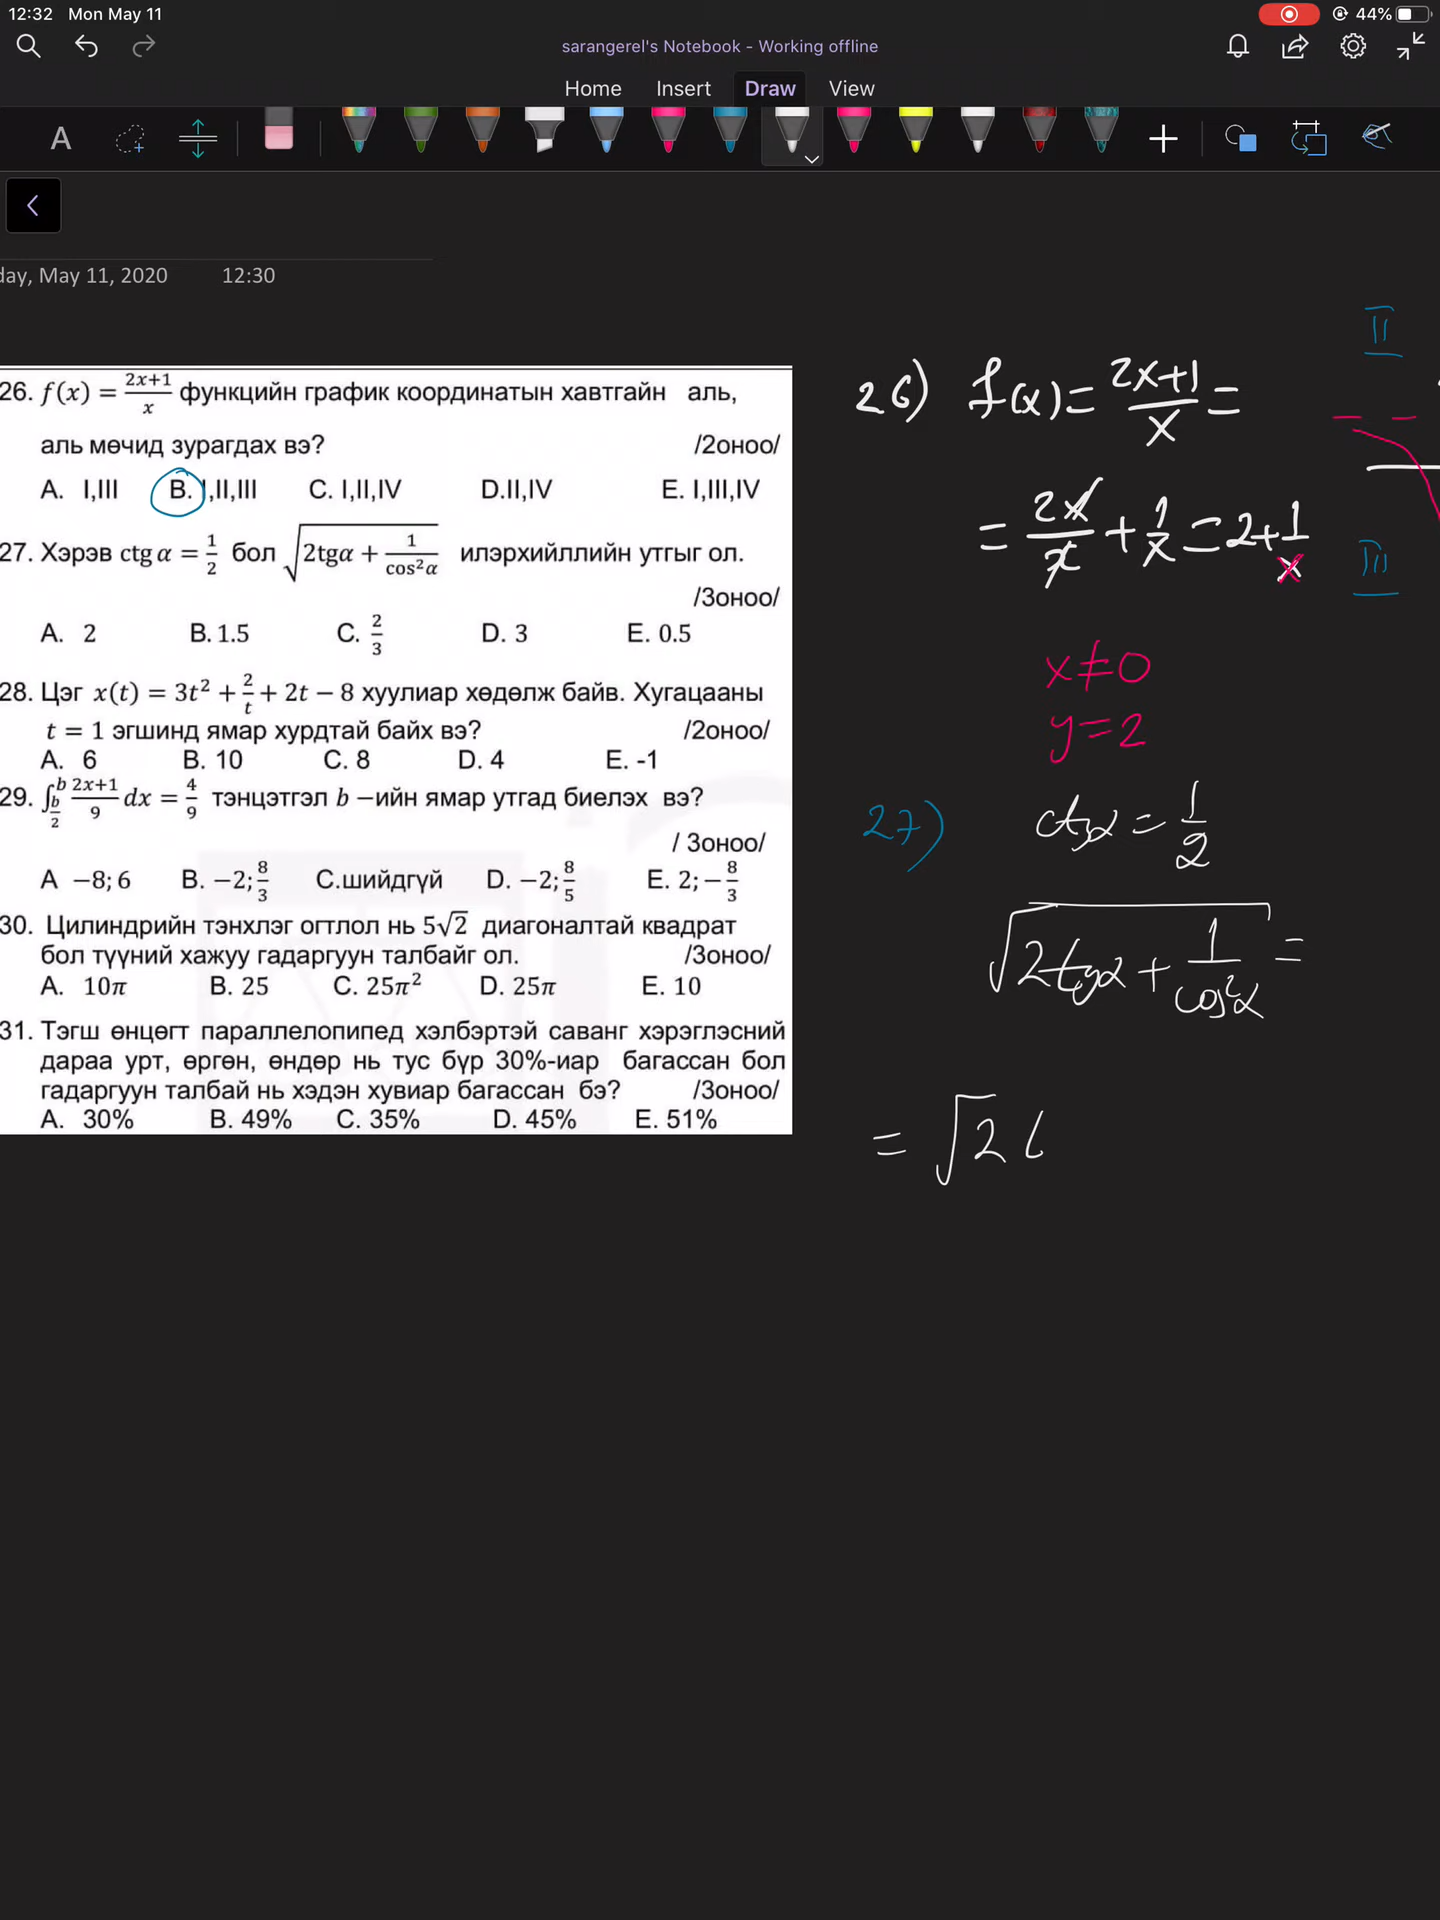 12:32 Mon May 11
44%
sarangerel's Notebook - Working offline
Home Insert Draw View
A
day, May 11, 2020 12:30
26. f(x) = (2x+1)/x функцийн график координатын хавтгайн аль,
аль мөчид зурагдах вэ? /2оноо/
A. I,III B. I,II,III C. I,II,IV D.II,IV E. I,III,IV
27. Хэрэв ctg α = 1/2 бол √(2tgα + 1/cos²α) илэрхийллийн утгыг ол.
/3оноо/
A. 2 B. 1.5 C. 2/3 D. 3 E. 0.5
28. Цэг x(t) = 3t² + 2/t + 2t − 8 хуулиар хөдөлж байв. Хугацааны
t = 1 эгшинд ямар хурдтай байх вэ? /2оноо/
A. 6 B. 10 C. 8 D. 4 E. -1
29. ∫_{b/2}^{b} (2x+1)/9 dx = 4/9 тэнцэтгэл b −ийн ямар утгад биелэх вэ?
/ 3оноо/
A −8; 6 B. −2; 8/3 C.шийдгүй D. −2; 8/5 E. 2; −8/3
30. Цилиндрийн тэнхлэг огтлол нь 5√2 диагоналтай квадрат
бол түүний хажуу гадаргуун талбайг ол. /3оноо/
A. 10π B. 25 C. 25π² D. 25π E. 10
31. Тэгш өнцөгт параллелопипед хэлбэртэй саванг хэрэглэсний
дараа урт, өргөн, өндөр нь тус бүр 30%-иар багассан бол
гадаргуун талбай нь хэдэн хувиар багассан бэ? /3оноо/
A. 30% B. 49% C. 35% D. 45% E. 51%
II
26) f(x) = (2x+1)/x =
= 2x/x + 1/x = 2 + 1/x
III
x ≠ 0
y = 2
27) ctgα = 1/2
√(2tgα + 1/cos²α) =
= √2